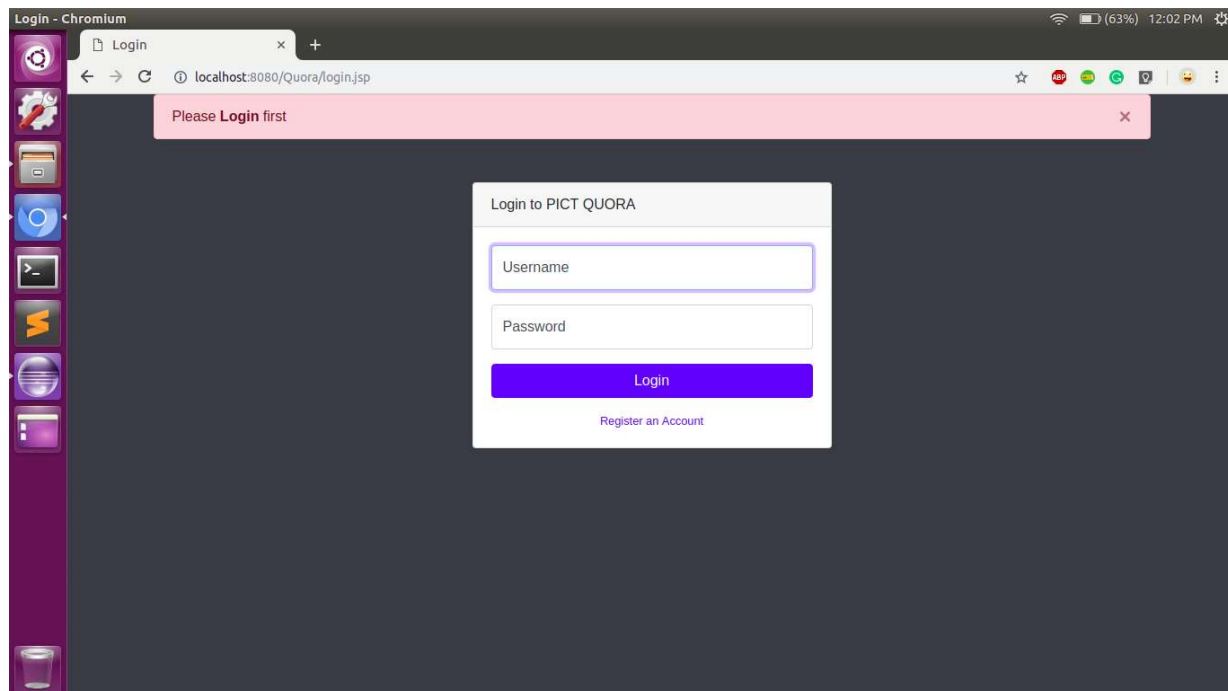 Login - Chromium
(63%) 12:02 PM
Login × +
localhost:8080/Quora/login.jsp
ABP
Please Login first ×
Login to PICT QUORA
Username
Password
Login
Register an Account